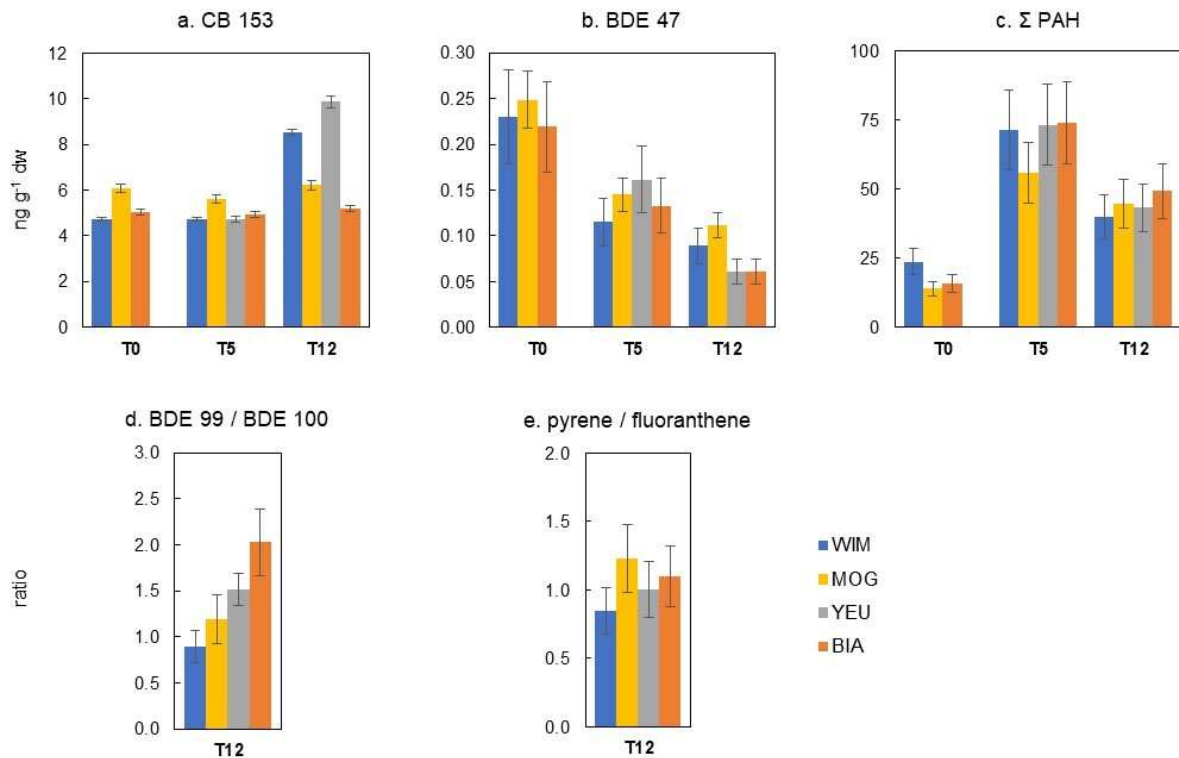 a. CB 153
b. BDE 47
c. Σ PAH
12
10
8
6
4
2
0
ng g⁻¹ dw
T0 T5 T12
0.30
0.25
0.20
0.15
0.10
0.05
0.00
T0 T5 T12
100
75
50
25
0
T0 T5 T12
d. BDE 99 / BDE 100
e. pyrene / fluoranthene
3.0
2.5
2.0
1.5
1.0
0.5
0.0
ratio
T12
2.0
1.5
1.0
0.5
0.0
T12
WIM
MOG
YEU
BIA